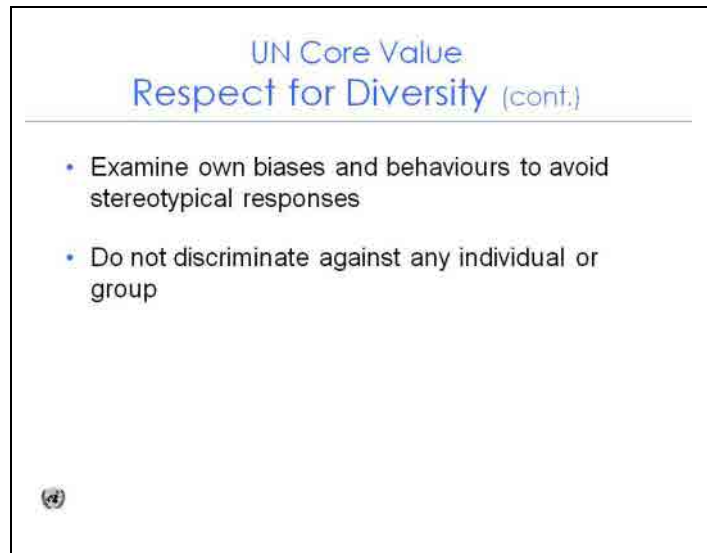 UN Core Value
Respect for Diversity (cont.)
• Examine own biases and behaviours to avoid
stereotypical responses
• Do not discriminate against any individual or
group